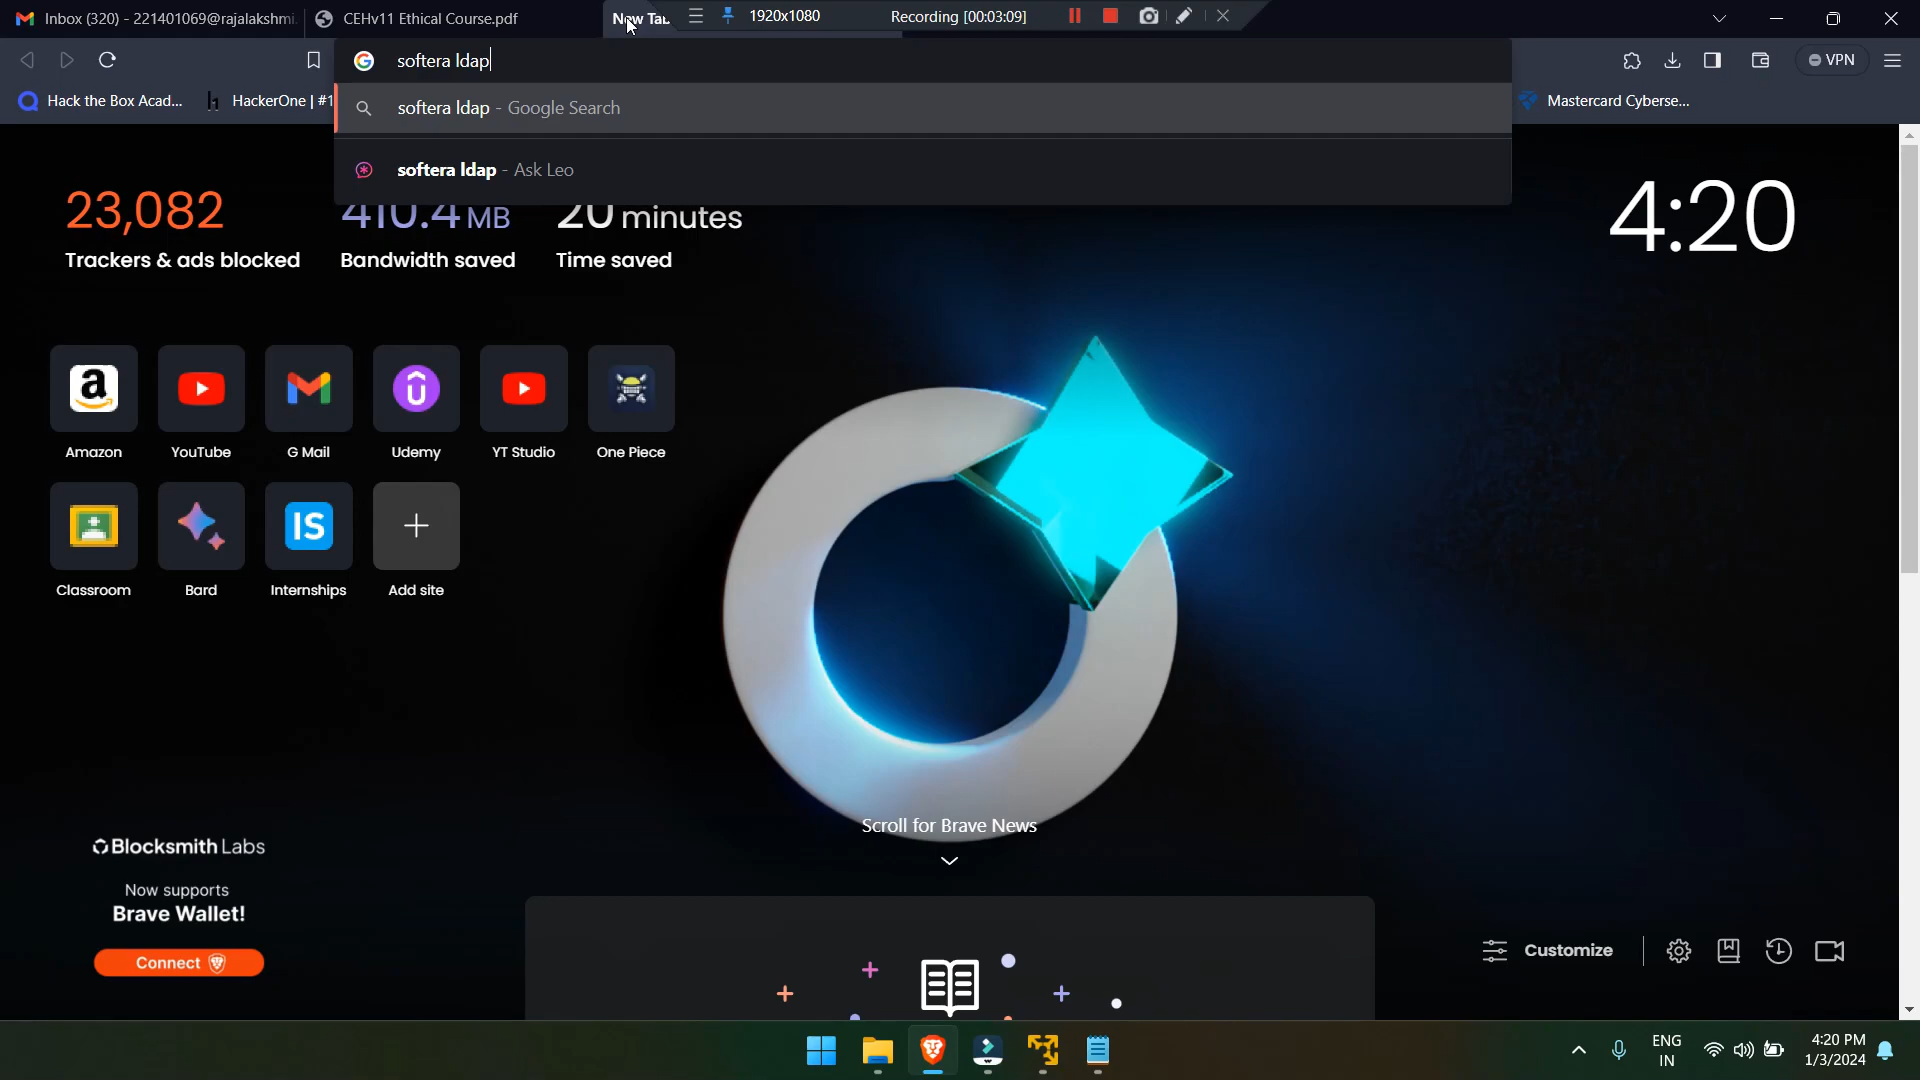 Inbox (320) - 221401069@rajalakshmi.
CEHv11 Ethical Course.pdf
New Tab
1920x1080
Recording [00:03:09]
softera ldap
VPN
Hack the Box Acad...
HackerOne | #1
softera ldap - Google Search
Mastercard Cyberse...
softera ldap - Ask Leo
23,082
Trackers & ads blocked
410.4 MB
Bandwidth saved
20 minutes
Time saved
4:20
Amazon
YouTube
G Mail
Udemy
YT Studio
One Piece
IS
Classroom
Bard
Internships
Add site
Scroll for Brave News
Blocksmith Labs
Now supports
Brave Wallet!
Connect
Customize
ENG
IN
4:20 PM
1/3/2024